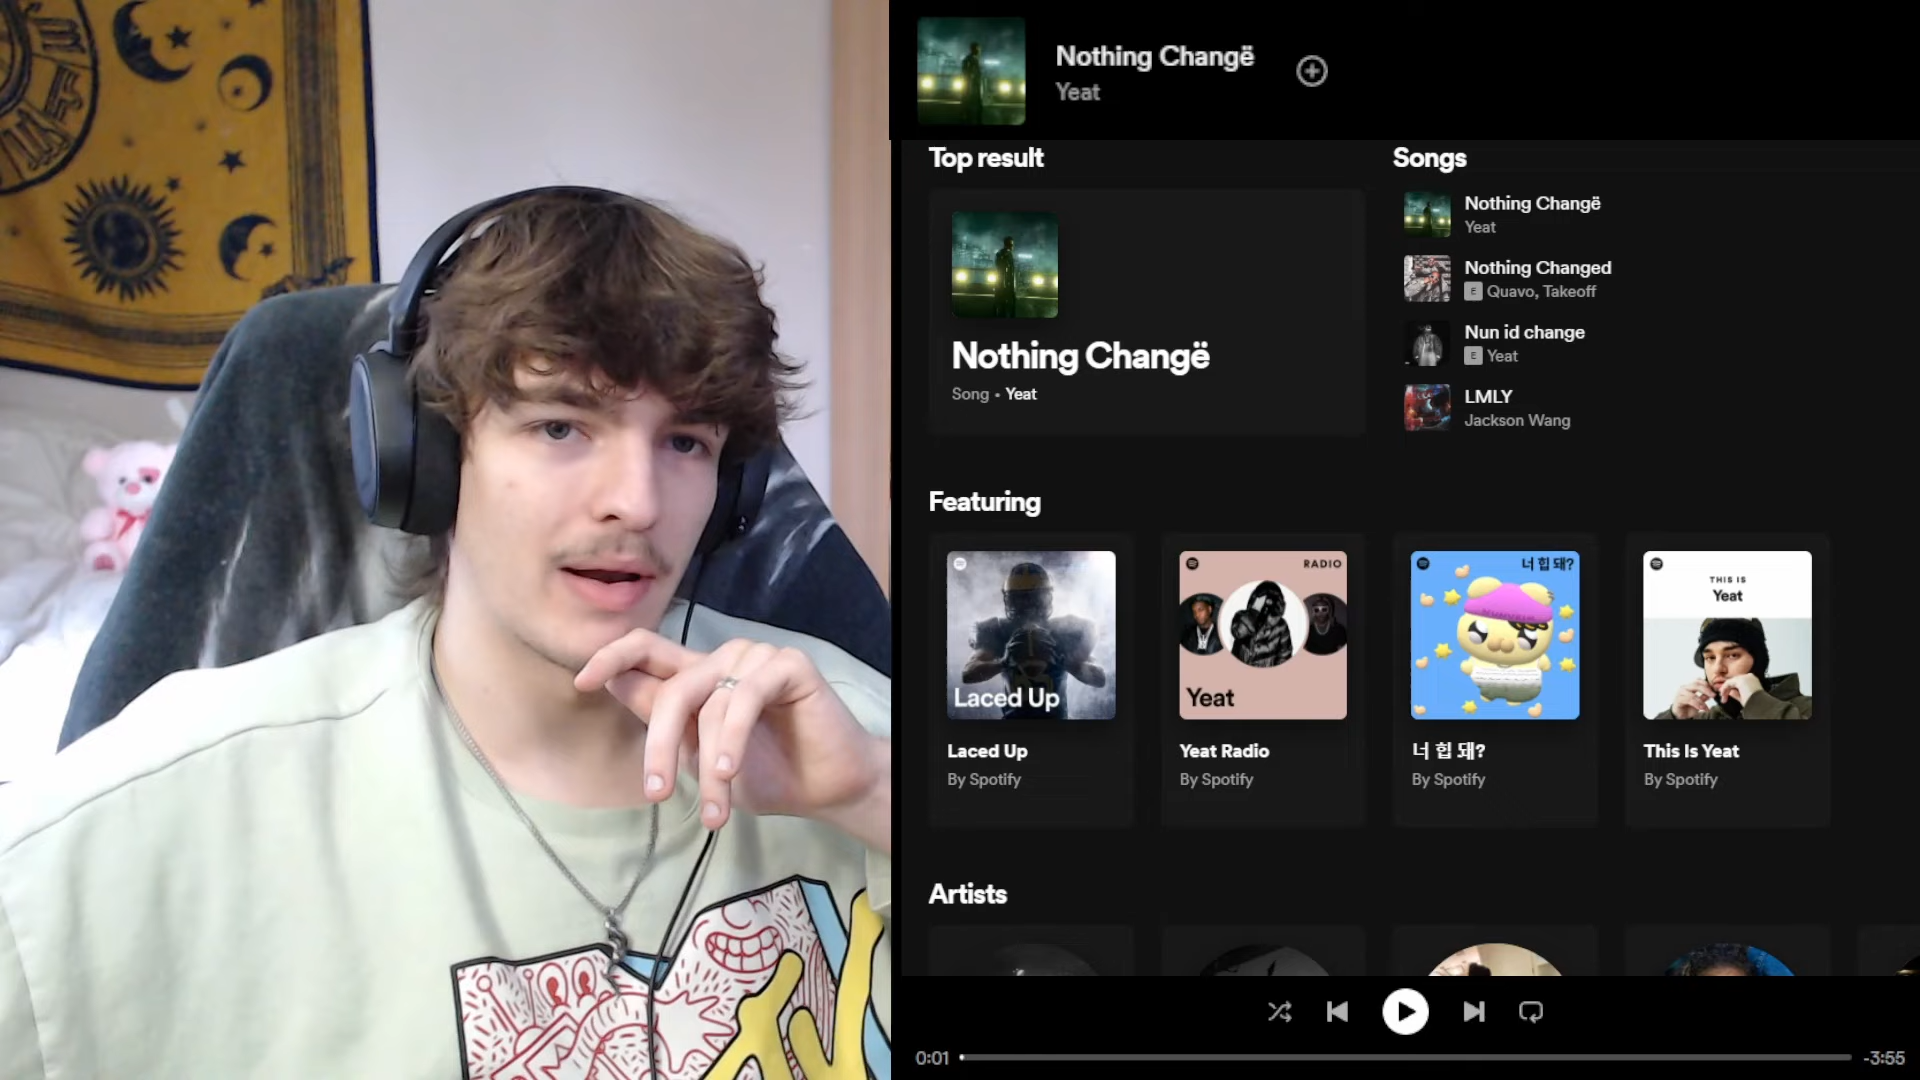 Nothing Changë
Yeat
Top result
Nothing Changë
Song • Yeat
Songs
Nothing Changë
Yeat
Nothing Changed
E Quavo, Takeoff
Nun id change
E Yeat
LMLY
Jackson Wang
Featuring
Laced Up
Laced Up
By Spotify
RADIO
Yeat
Yeat Radio
By Spotify
너 힙 돼?
너 힙 돼?
By Spotify
THIS IS
Yeat
This Is Yeat
By Spotify
Artists
0:01
-3:55